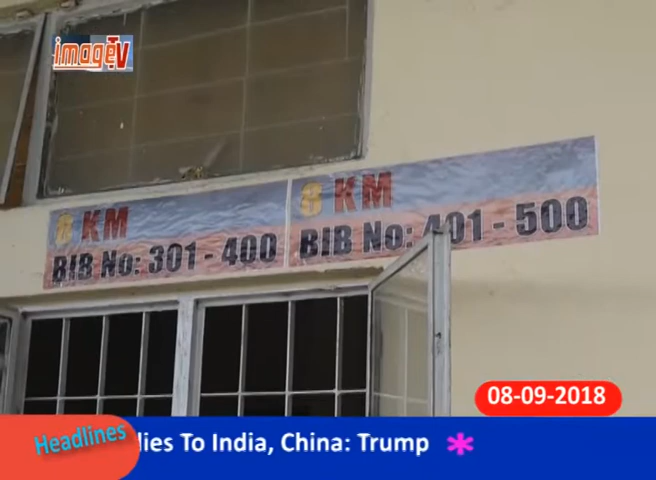 imageTV
8 KM
BIB No: 301 - 400
8 KM
BIB No: 401 - 500
08-09-2018
Headlines
lies To India, China: Trump